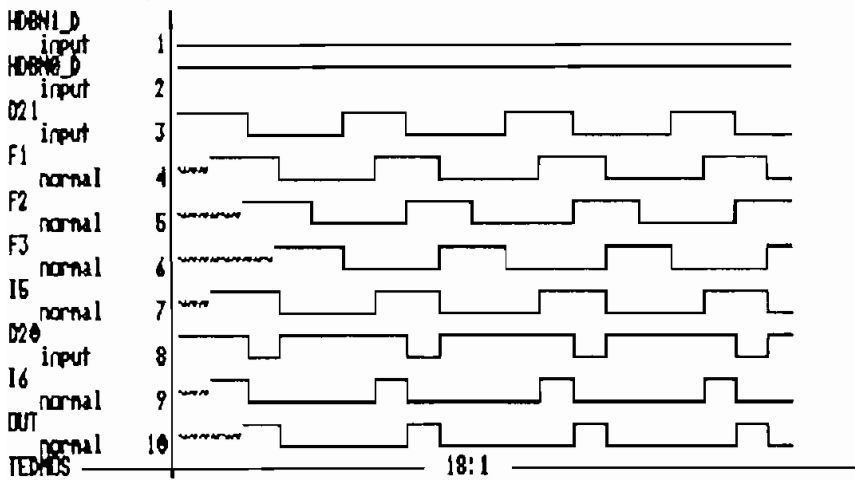 HDBN1_D
input 1
HDBN0_D
input 2
D21
input 3
F1
normal 4
F2
normal 5
F3
normal 6
I5
normal 7
D20
input 8
I6
normal 9
OUT
normal 10
TEDMOS 18:1